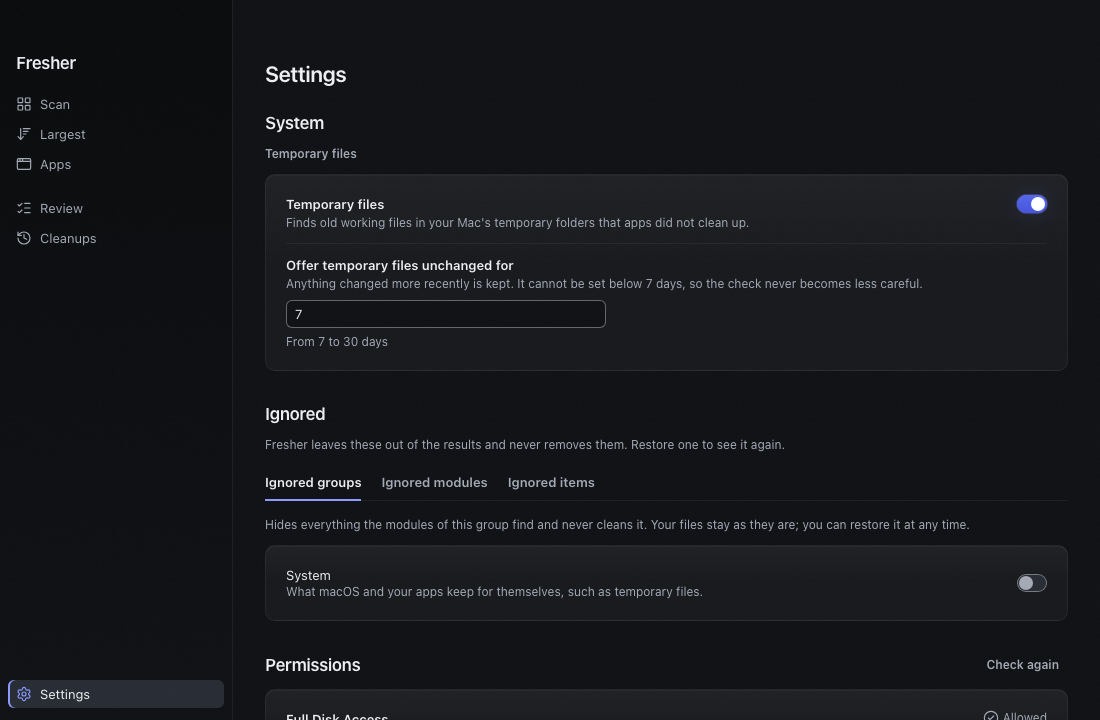 Fresher
Scan
Largest
Apps
Review
Cleanups
Settings
Settings
System
Temporary files
Temporary files
Finds old working files in your Mac's temporary folders that apps did not clean up.
Offer temporary files unchanged for
Anything changed more recently is kept. It cannot be set below 7 days, so the check never becomes less careful.
7
From 7 to 30 days
Ignored
Fresher leaves these out of the results and never removes them. Restore one to see it again.
Ignored groups Ignored modules Ignored items
Hides everything the modules of this group find and never cleans it. Your files stay as they are; you can restore it at any time.
System
What macOS and your apps keep for themselves, such as temporary files.
Permissions Check again
Full Disk Access Allowed